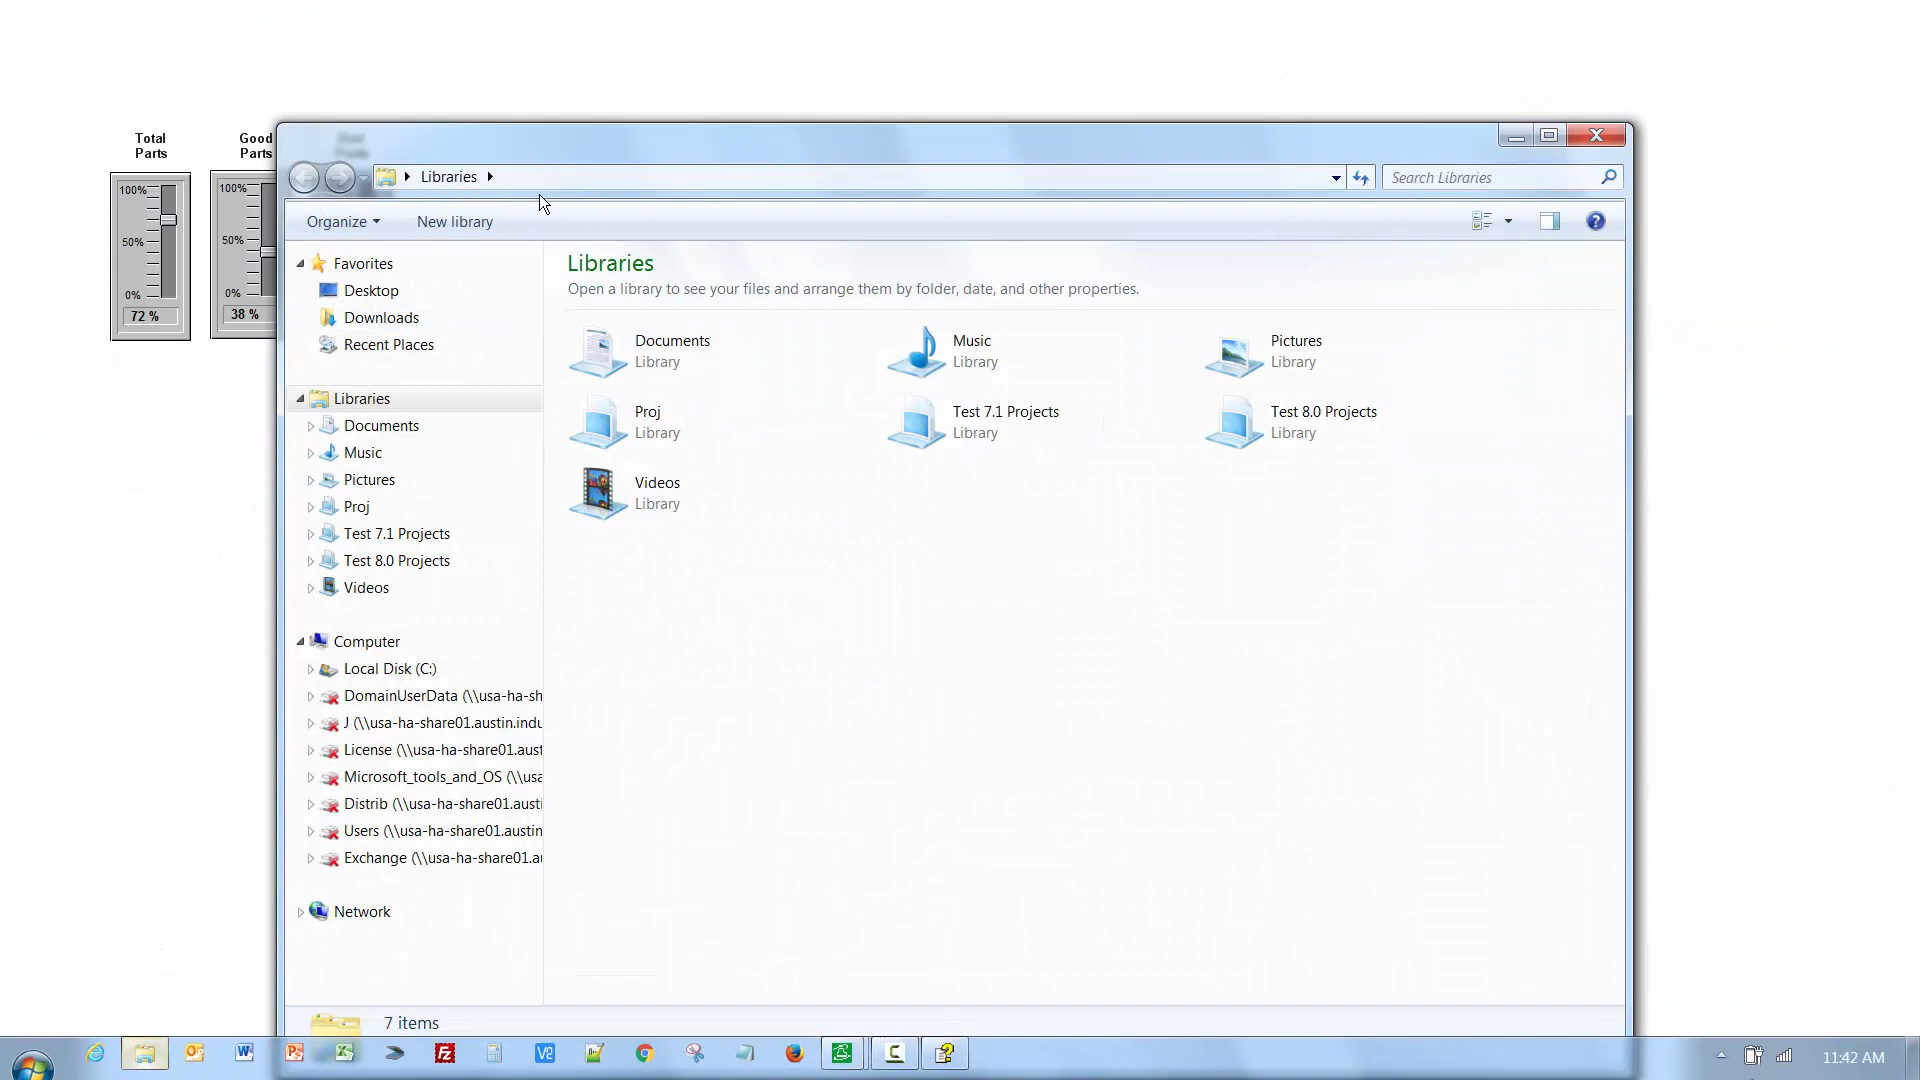 Total
Parts
100%
50%
0%
72 %
Good
Parts
100%
50%
0%
38 %
Libraries
Search Libraries
Organize
New library
Favorites
Desktop
Downloads
Recent Places
Libraries
Documents
Music
Pictures
Proj
Test 7.1 Projects
Test 8.0 Projects
Videos
Computer
Local Disk (C:)
DomainUserData (\\usa-ha-sh
J (\\usa-ha-share01.austin.indu
License (\\usa-ha-share01.aust
Microsoft_tools_and_OS (\\usa
Distrib (\\usa-ha-share01.austi
Users (\\usa-ha-share01.austin
Exchange (\\usa-ha-share01.au
Network
Libraries
Open a library to see your files and arrange them by folder, date, and other properties.
Documents
Library
Music
Library
Pictures
Library
Proj
Library
Test 7.1 Projects
Library
Test 8.0 Projects
Library
Videos
Library
7 items
11:42 AM